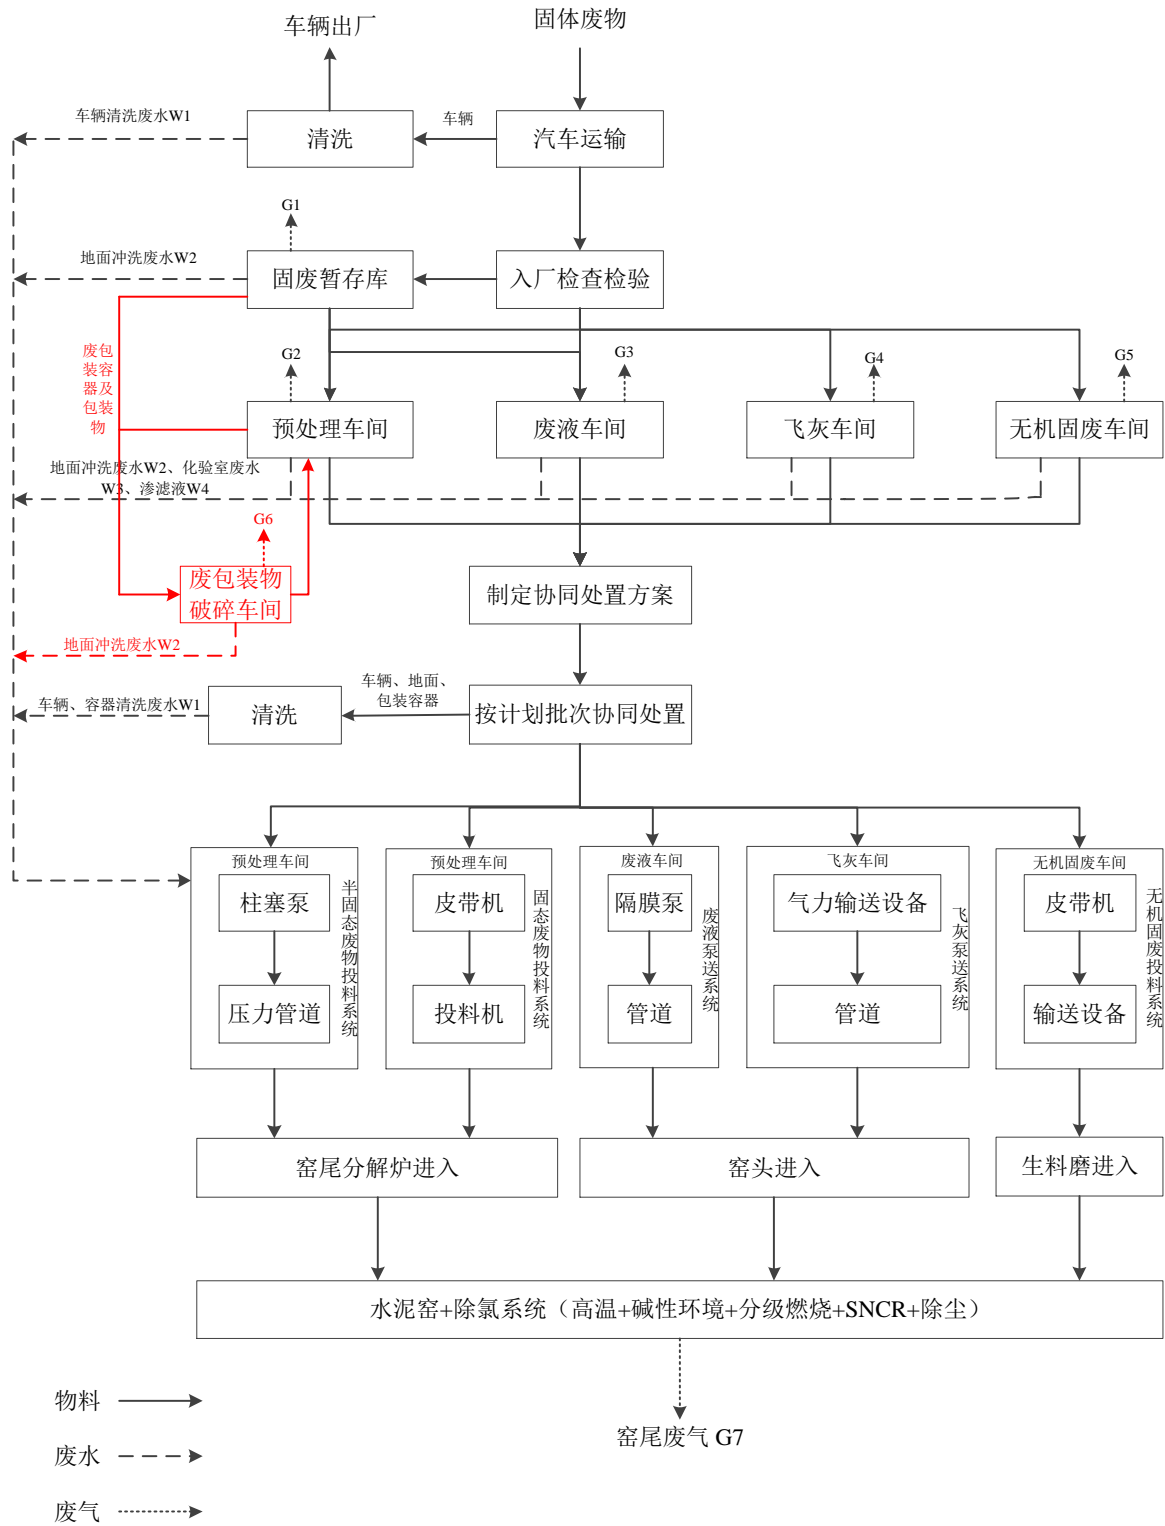 车辆出厂
固体废物
车辆清洗废水W1
清洗
车辆
汽车运输
G1
地面冲洗废水W2
固废暂存库
入厂检查检验
废包
装容
器及
包装
物
G2
G3
G4
G5
预处理车间
废液车间
飞灰车间
无机固废车间
地面冲洗废水W2、化验室废水
W3、渗滤液W4
G6
废包装物
破碎车间
制定协同处置方案
地面冲洗废水W2
车辆、容器清洗废水W1
清洗
车辆、地面、
包装容器
按计划批次协同处置
预处理车间
柱塞泵
压力管道
半固态废物投料系统
预处理车间
皮带机
投料机
固态废物投料系统
废液车间
隔膜泵
管道
废液泵送系统
飞灰车间
气力输送设备
管道
飞灰泵送系统
无机固废车间
皮带机
输送设备
无机固废投料系统
窑尾分解炉进入
窑头进入
生料磨进入
水泥窑+除氯系统（高温+碱性环境+分级燃烧+SNCR+除尘）
物料
废水
废气
窑尾废气 G7